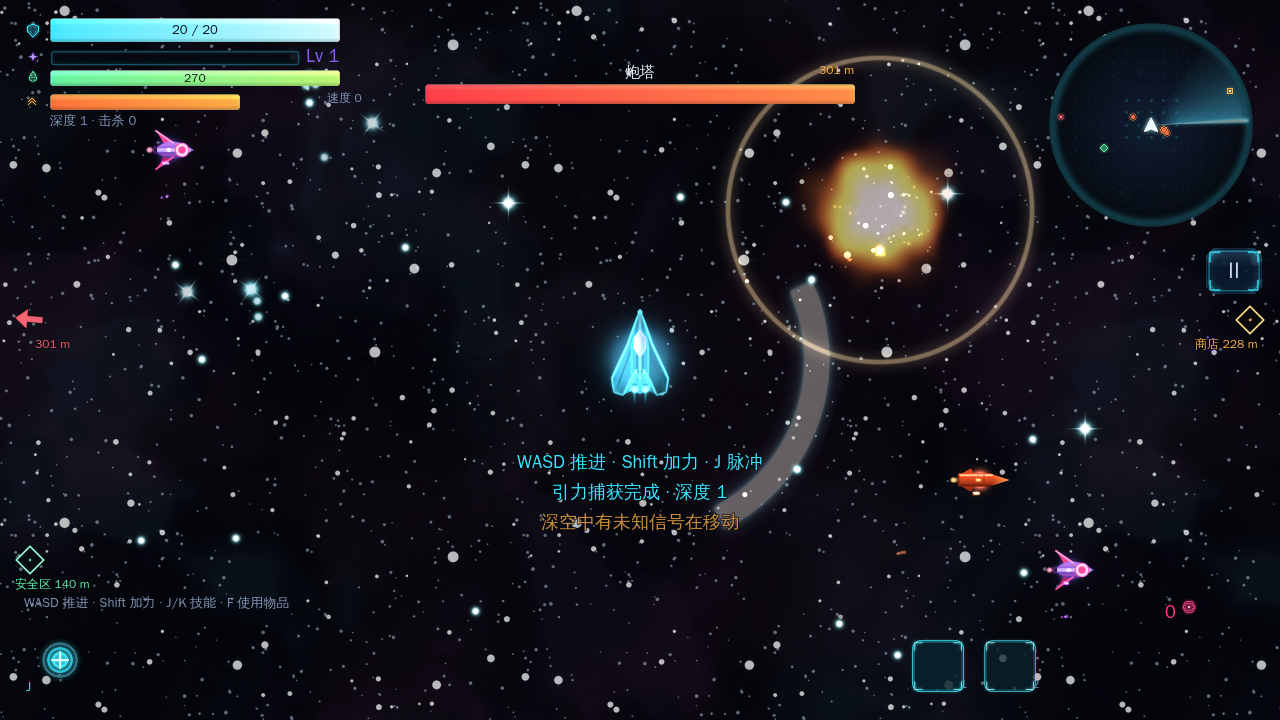 20 / 20
Lv 1
270
速度 0
深度 1 · 击杀 0
炮塔
301 m
301 m
商店 228 m
WASD 推进 · Shift 加力 · J 脉冲
引力捕获完成 · 深度 1
深空中有未知信号在移动
安全区 140 m
WASD 推进 · Shift 加力 · J/K 技能 · F 使用物品
0
J